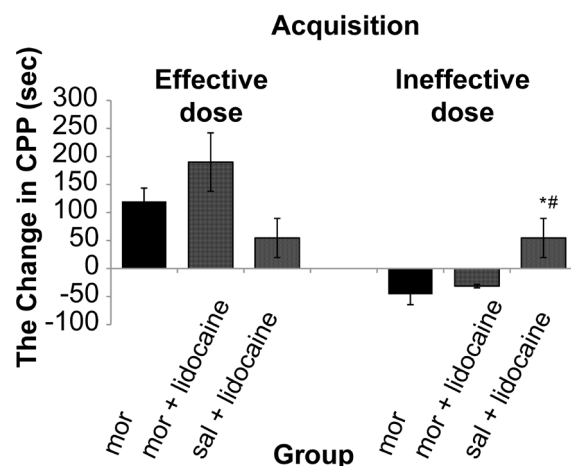 Acquisition
Effective
dose
Ineffective
dose
The Change in CPP (sec)
300
250
200
150
100
50
0
-50
-100
*#
mor
mor + lidocaine
sal + lidocaine
mor
mor + lidocaine
sal + lidocaine
Group